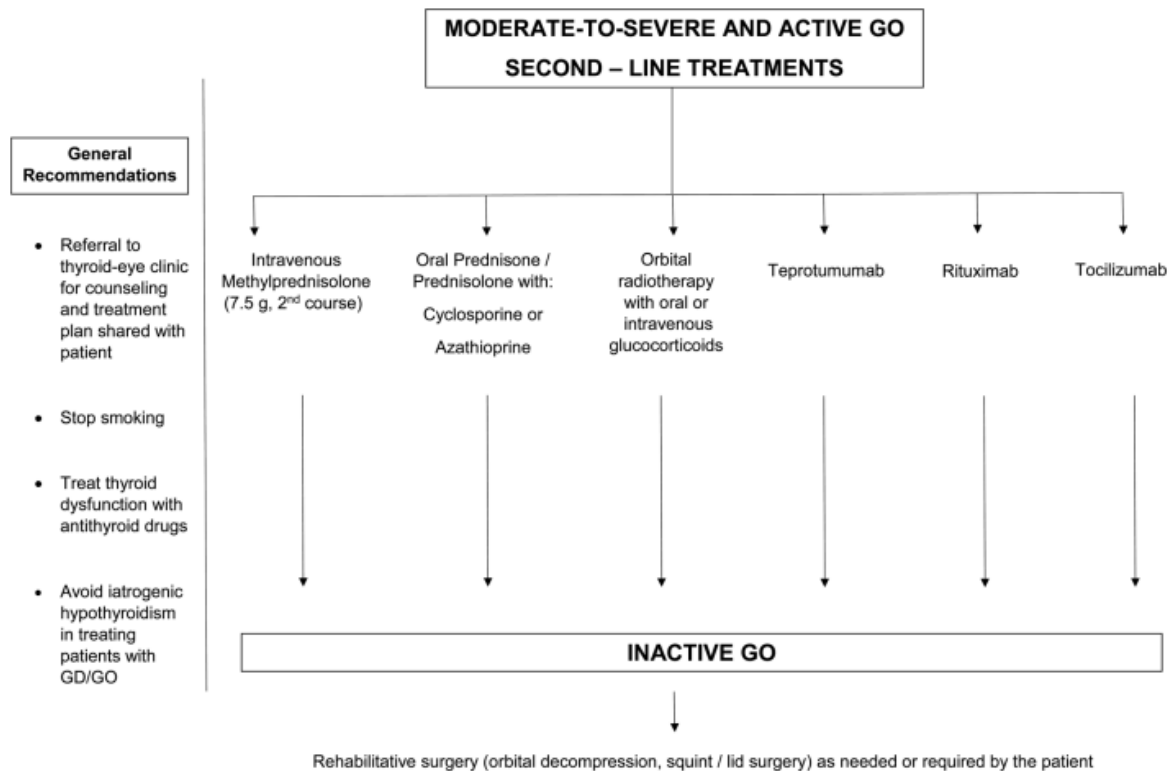 MODERATE-TO-SEVERE AND ACTIVE GO
SECOND – LINE TREATMENTS
General
Recommendations
• Referral to
thyroid-eye clinic
for counseling
and treatment
plan shared with
patient
• Stop smoking
• Treat thyroid
dysfunction with
antithyroid drugs
• Avoid iatrogenic
hypothyroidism
in treating
patients with
GD/GO
Intravenous
Methylprednisolone
(7.5 g, 2nd course)
Oral Prednisone /
Prednisolone with:
Cyclosporine or
Azathioprine
Orbital
radiotherapy
with oral or
intravenous
glucocorticoids
Teprotumumab
Rituximab
Tocilizumab
INACTIVE GO
Rehabilitative surgery (orbital decompression, squint / lid surgery) as needed or required by the patient